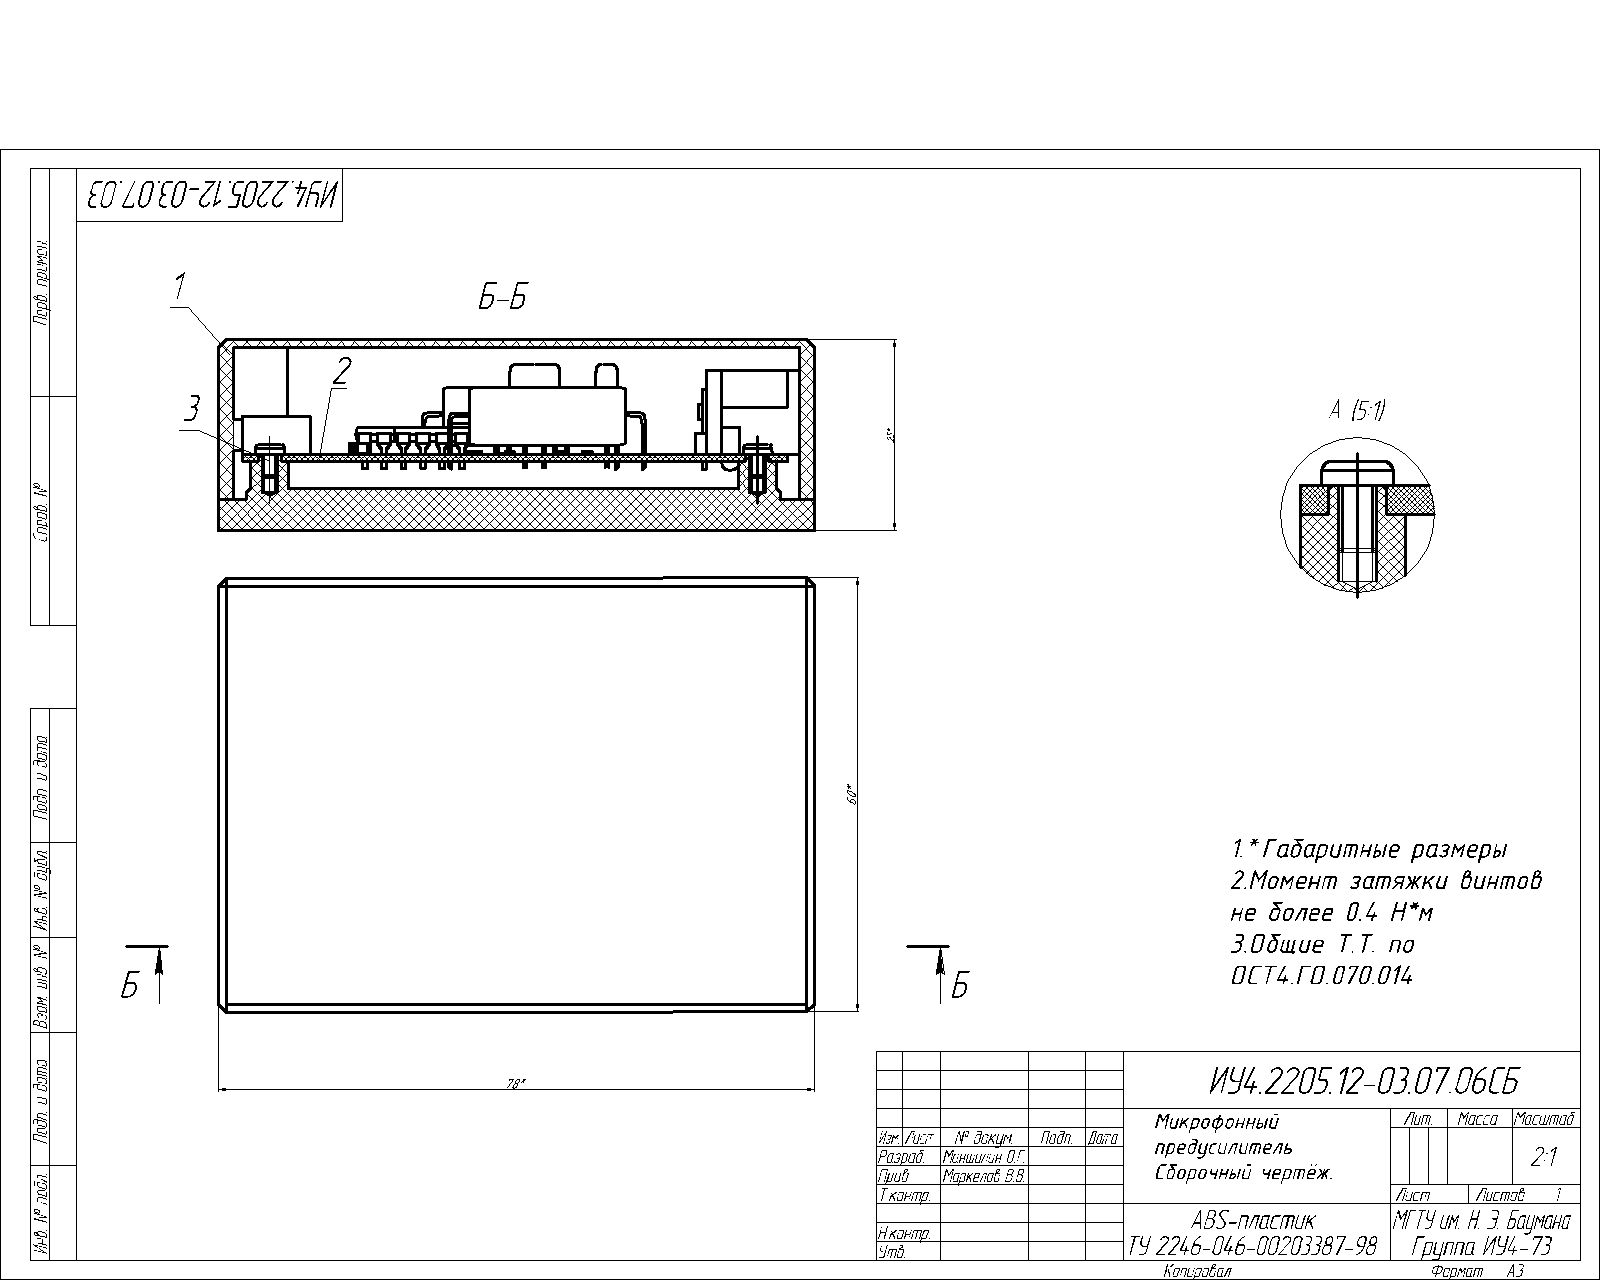 ИУ4.2205.12-03.07.03
Перв. примен.
Справ. №
Подп. и дата
Инв. № дубл.
Взам. инв. №
Подп. и дата
Инв. № подл.
Б-Б
1
2
3
25*
А (5:1)
60*
78*
Б
Б
1.*Габаритные размеры
2.Момент затяжки винтов
не более 0.4 Н*м
3.Общие Т.Т. по
ОСТ4.ГО.070.014
ИУ4.2205.12-03.07.06СБ
Микрофонный
предусилитель
Сборочный чертёж.
Лит. Масса Масштаб
2:1
Лист Листов 1
Изм. Лист № докум. Подп. Дата
Разраб. Маншилин О.Г.
Прив Маркелов В.В.
Т.контр.
Н.контр.
Утв.
ABS-пластик
ТУ 2246-046-00203387-98
МГТУ им. Н. Э. Баумана
Группа ИУ4-73
Копировал Формат А3